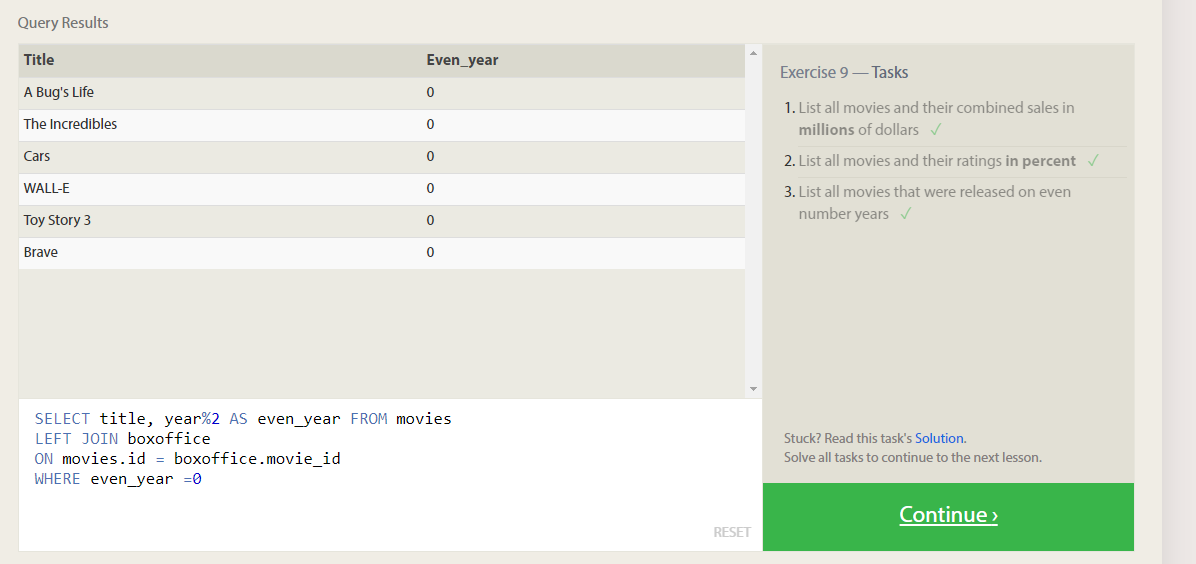 Query Results
Title Even_year
A Bug's Life 0
The Incredibles 0
Cars 0
WALL-E 0
Toy Story 3 0
Brave 0
SELECT title, year%2 AS even_year FROM movies
LEFT JOIN boxoffice
ON movies.id = boxoffice.movie_id
WHERE even_year =0
RESET
Exercise 9 — Tasks
1. List all movies and their combined sales in
millions of dollars ✓
2. List all movies and their ratings in percent ✓
3. List all movies that were released on even
number years ✓
Stuck? Read this task's Solution.
Solve all tasks to continue to the next lesson.
Continue ›